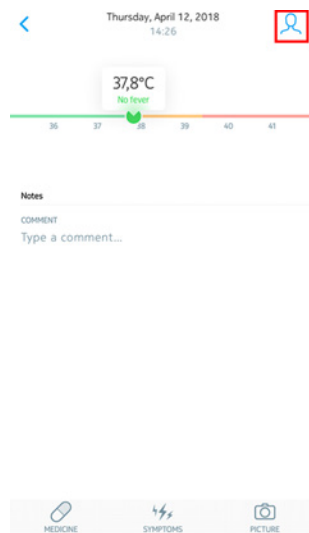 Thursday, April 12, 2018
14:26
37,8°C
No fever
36 37 38 39 40 41
Notes
COMMENT
Type a comment...
MEDICINE SYMPTOMS PICTURE